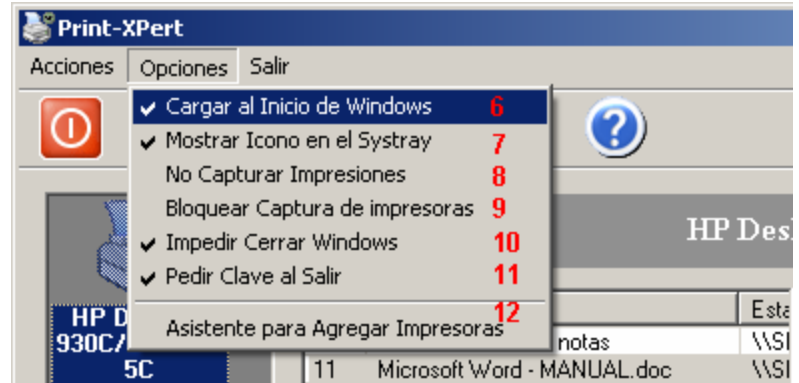 Print-XPert
Acciones Opciones Salir
Cargar al Inicio de Windows 6
Mostrar Icono en el Systray 7
No Capturar Impresiones 8
Bloquear Captura de impresoras 9
Impedir Cerrar Windows 10
Pedir Clave al Salir 11
Asistente para Agregar Impresoras 12
HP Des
HP D
930C/
5C
Esta
notas \\SI
11 Microsoft Word - MANUAL.doc \\SI